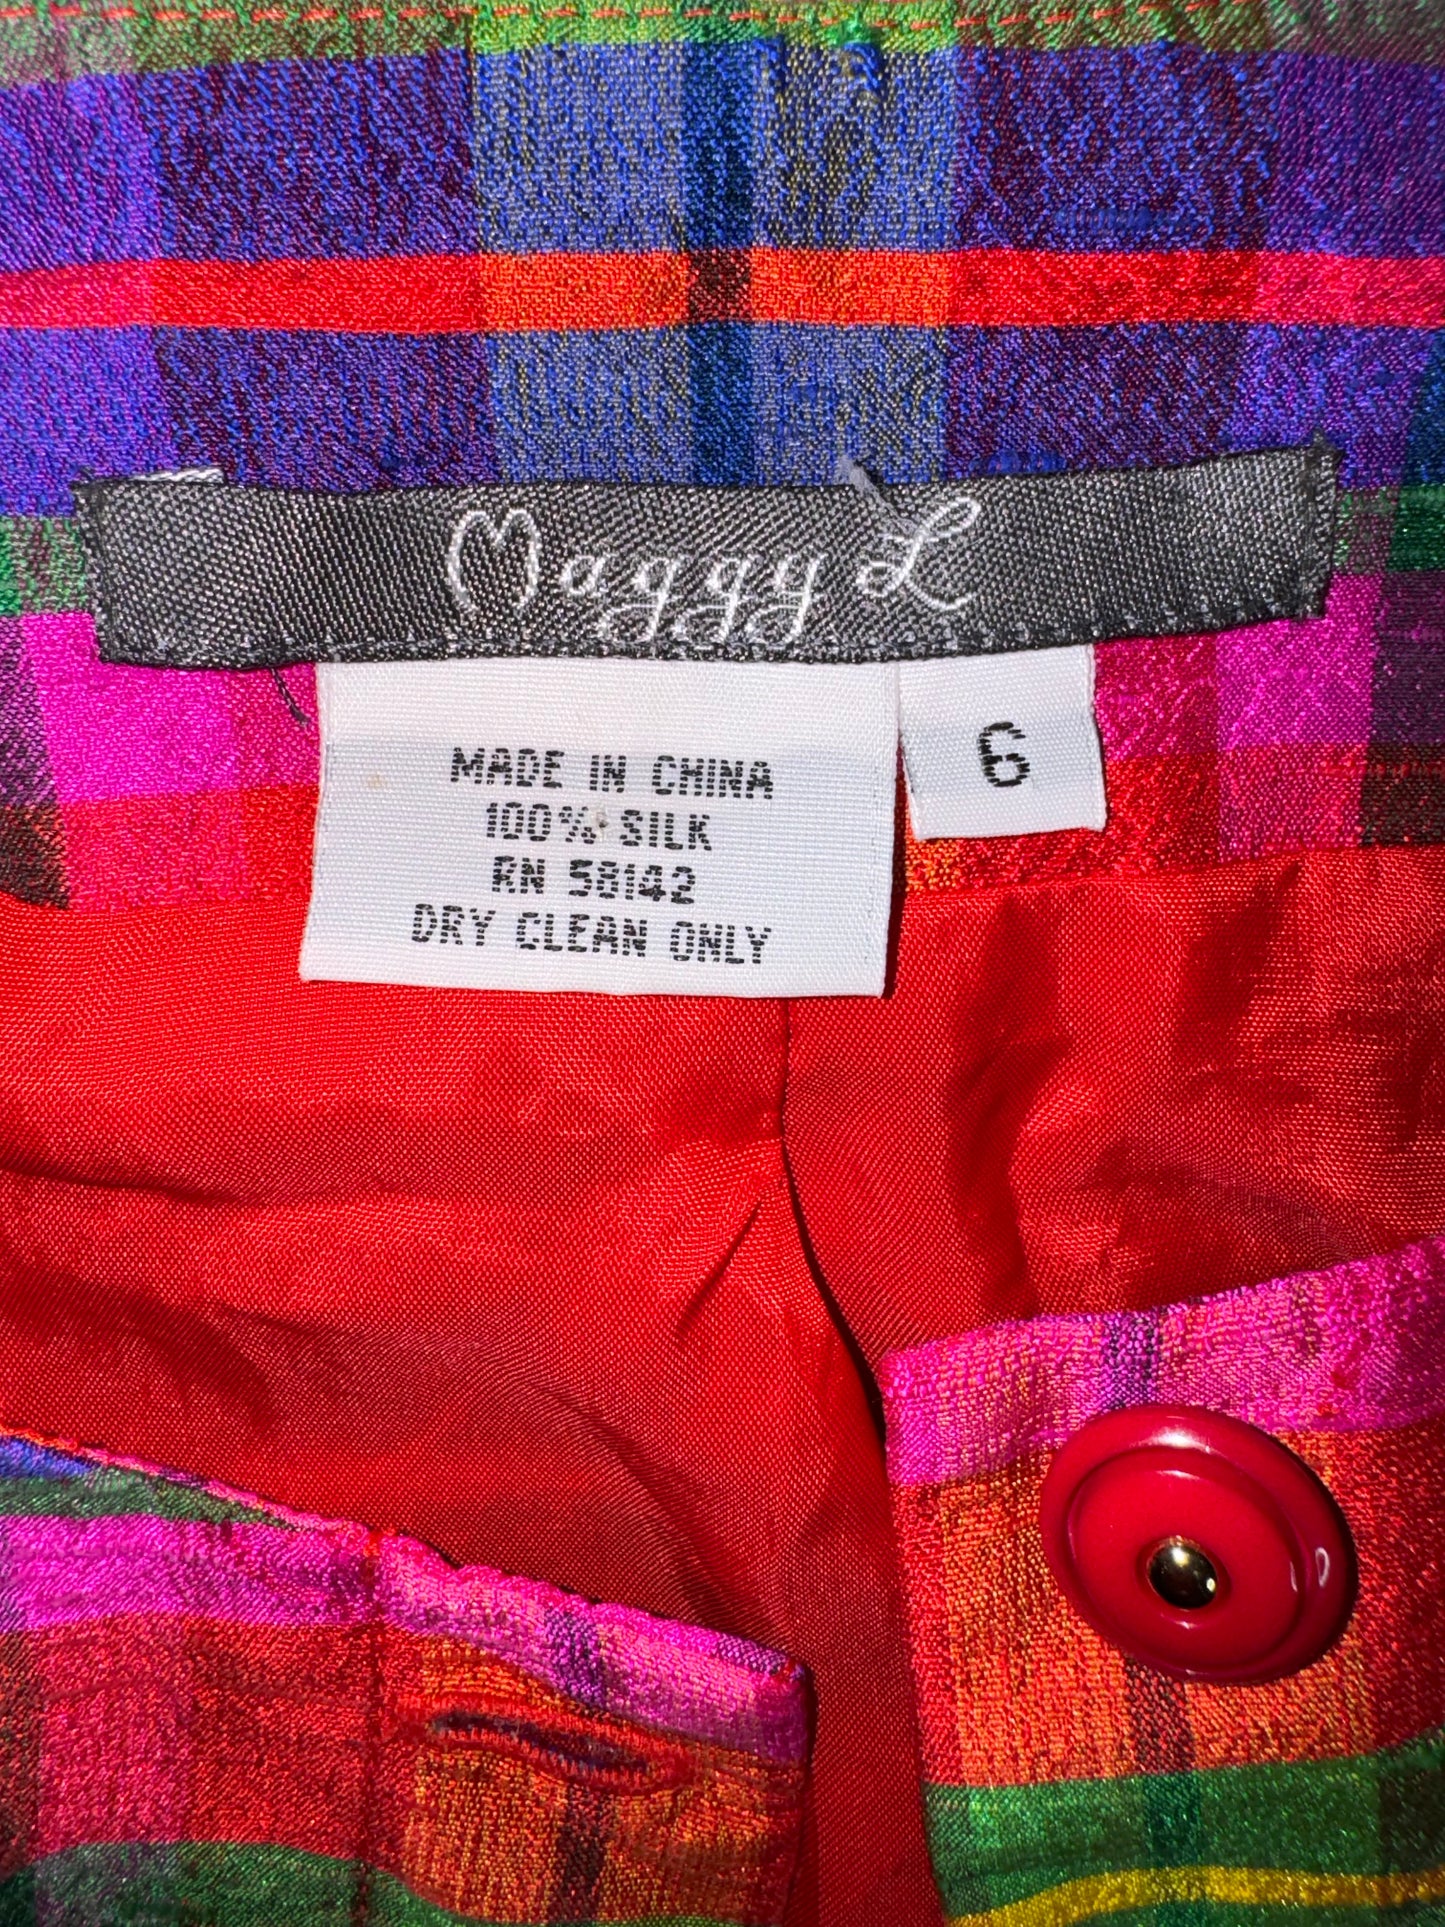 Maggy L
MADE IN CHINA
100% SILK
RN 58142
DRY CLEAN ONLY
6